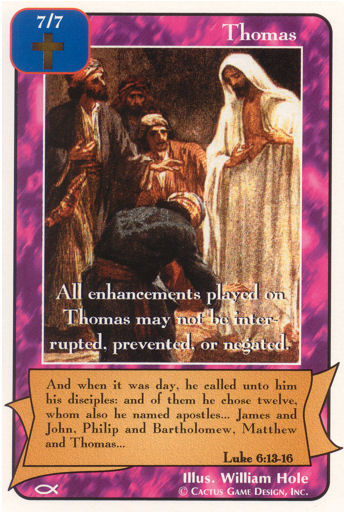 7/7
Thomas
All enhancements played on
Thomas may not be inter-
rupted, prevented, or negated.
And when it was day, he called unto him
his disciples: and of them he chose twelve,
whom also he named apostles... James and
John, Philip and Bartholomew, Matthew
and Thomas...
Luke 6:13-16
Illus. William Hole
© Cactus Game Design, Inc.